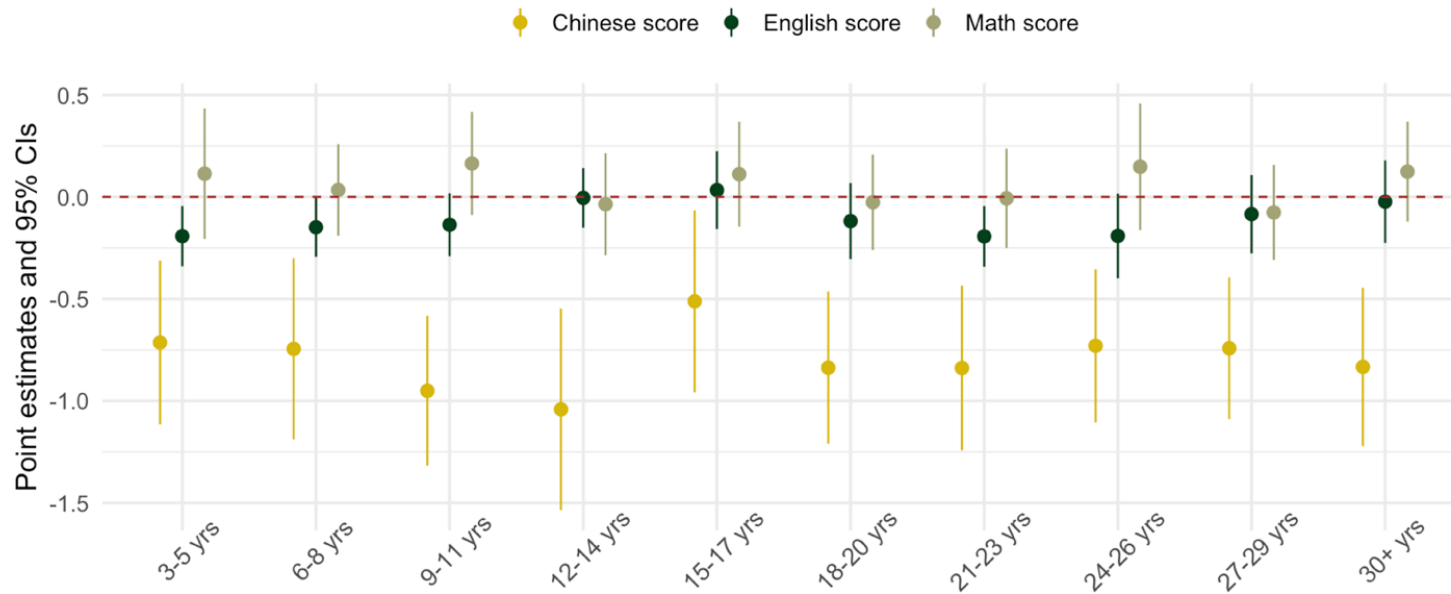 Chinese score English score Math score
Point estimates and 95% CIs
0.5
0.0
-0.5
-1.0
-1.5
3-5 yrs
6-8 yrs
9-11 yrs
12-14 yrs
15-17 yrs
18-20 yrs
21-23 yrs
24-26 yrs
27-29 yrs
30+ yrs